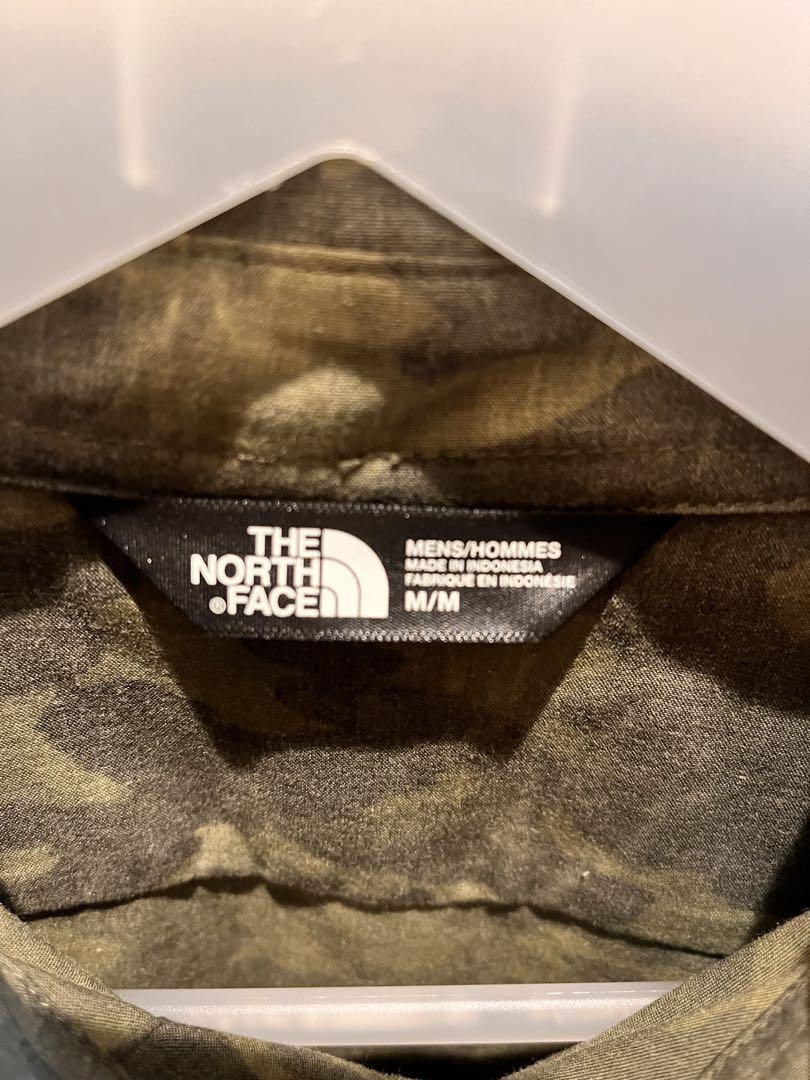 THE
NORTH
®FACE
MENS/HOMMES
MADE IN INDONESIA
FABRIQUÉ EN INDONÉSIE
M/M